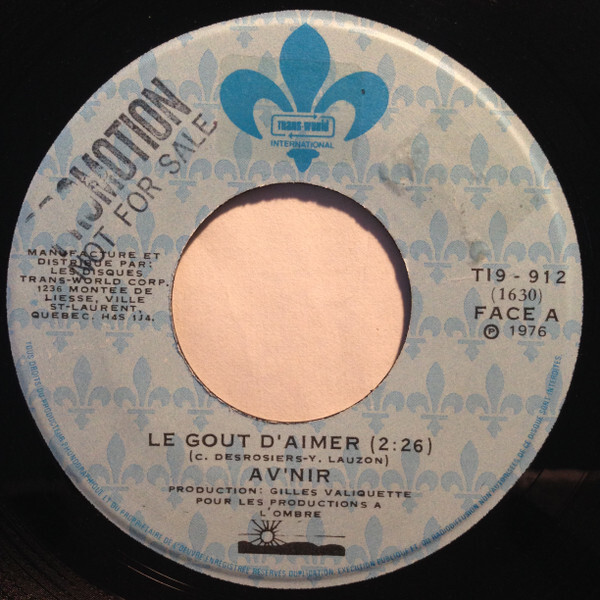 Trans-World
INTERNATIONAL
PROMOTION
NOT FOR SALE
MANUFACTURE ET
DISTRIBUE PAR:
LES DISQUES
TRANS-WORLD CORP.
1236 MONTEE DE
LIESSE, VILLE
ST-LAURENT,
QUEBEC. H4S 1J4.
TI9 - 912
(1630)
FACE A
℗ 1976
LE GOUT D'AIMER (2:26)
(C. DESROSIERS-Y. LAUZON)
AV'NIR
PRODUCTION: GILLES VALIQUETTE
POUR LES PRODUCTIONS A
L'OMBRE